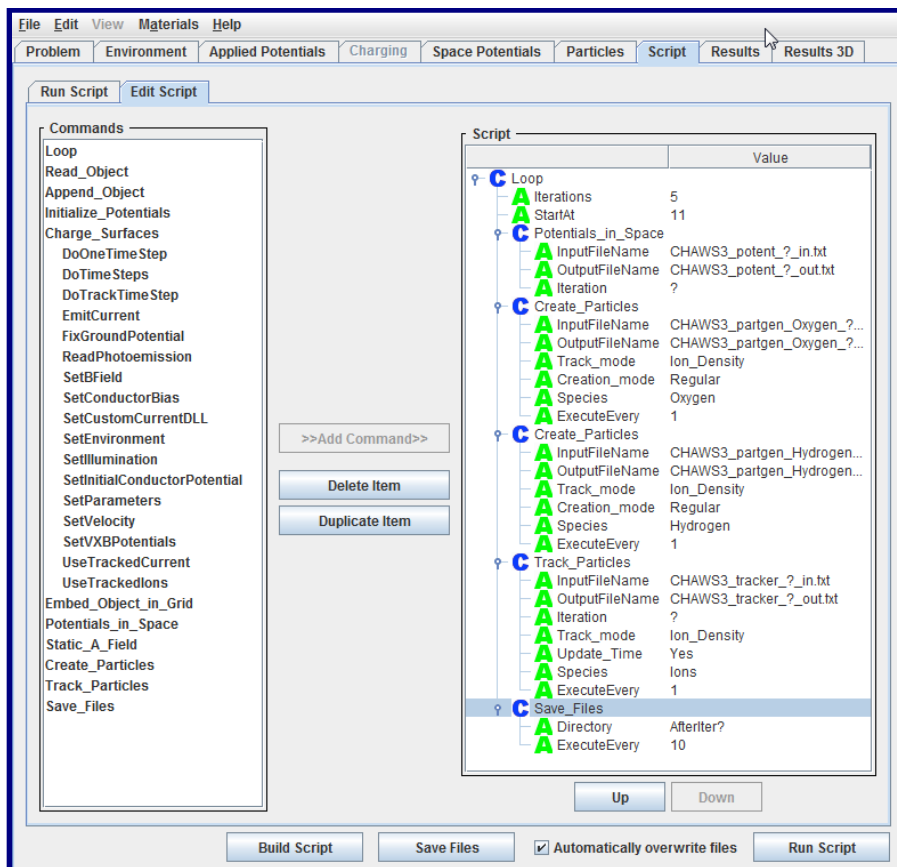 File Edit View Materials Help
Problem Environment Applied Potentials Charging Space Potentials Particles Script Results Results 3D
Run Script Edit Script
Commands
Loop
Read_Object
Append_Object
Initialize_Potentials
Charge_Surfaces
DoOneTimeStep
DoTimeSteps
DoTrackTimeStep
EmitCurrent
FixGroundPotential
ReadPhotoemission
SetBField
SetConductorBias
SetCustomCurrentDLL
SetEnvironment
SetIllumination
SetInitialConductorPotential
SetParameters
SetVelocity
SetVXBPotentials
UseTrackedCurrent
UseTrackedIons
Embed_Object_in_Grid
Potentials_in_Space
Static_A_Field
Create_Particles
Track_Particles
Save_Files
>>Add Command>>
Delete Item
Duplicate Item
Script
Value
C Loop
A Iterations 5
A StartAt 11
C Potentials_in_Space
A InputFileName CHAWS3_potent_?_in.txt
A OutputFileName CHAWS3_potent_?_out.txt
A Iteration ?
C Create_Particles
A InputFileName CHAWS3_partgen_Oxygen_?...
A OutputFileName CHAWS3_partgen_Oxygen_?...
A Track_mode Ion_Density
A Creation_mode Regular
A Species Oxygen
A ExecuteEvery 1
C Create_Particles
A InputFileName CHAWS3_partgen_Hydrogen...
A OutputFileName CHAWS3_partgen_Hydrogen...
A Track_mode Ion_Density
A Creation_mode Regular
A Species Hydrogen
A ExecuteEvery 1
C Track_Particles
A InputFileName CHAWS3_tracker_?_in.txt
A OutputFileName CHAWS3_tracker_?_out.txt
A Iteration ?
A Track_mode Ion_Density
A Update_Time Yes
A Species Ions
A ExecuteEvery 1
C Save_Files
A Directory AfterIter?
A ExecuteEvery 10
Up Down
Build Script Save Files Automatically overwrite files Run Script